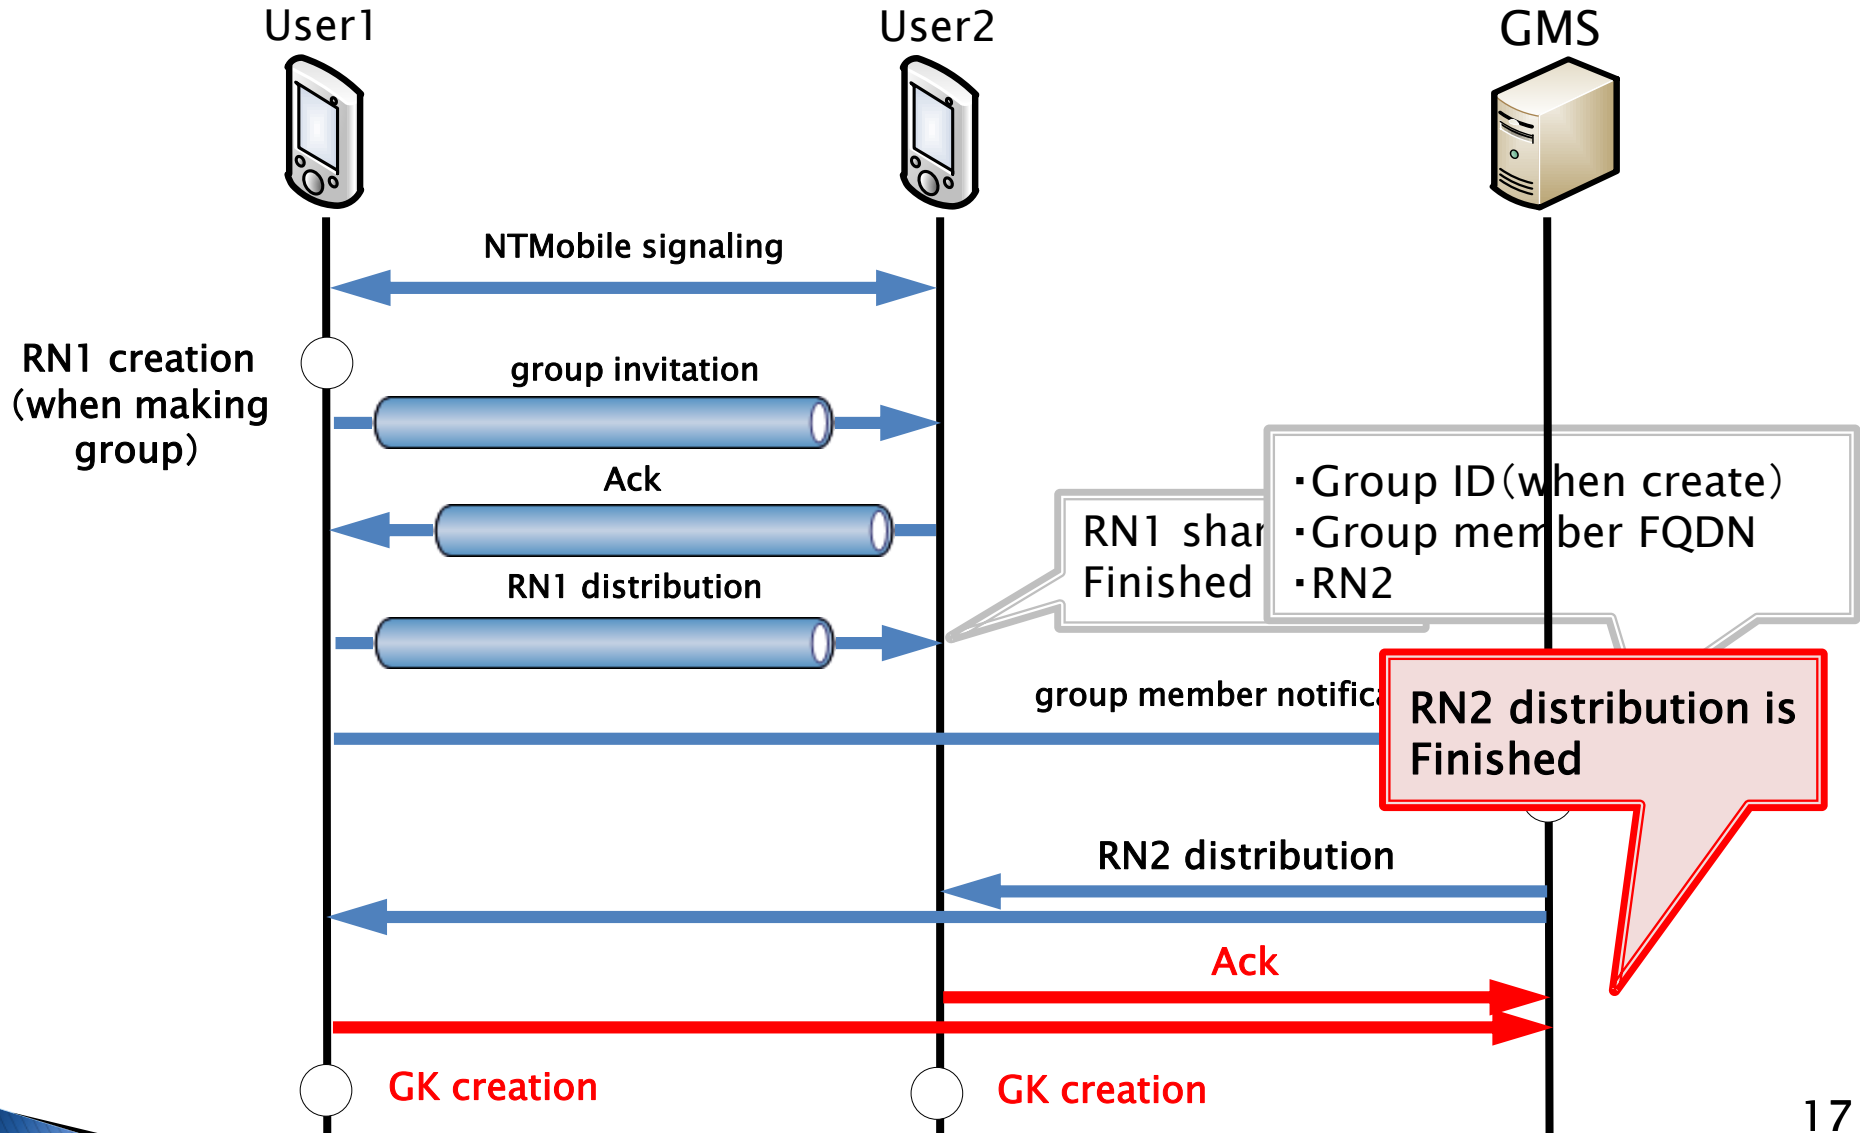 User1
User2
GMS
NTMobile signaling
RN1 creation
（when making
group）
group invitation
Ack
RN1 distribution
RN1 shar
Finished
・Group ID（when create）
・Group member FQDN
・RN2
group member notific
RN2 distribution is
Finished
RN2 distribution
Ack
GK creation
GK creation
17